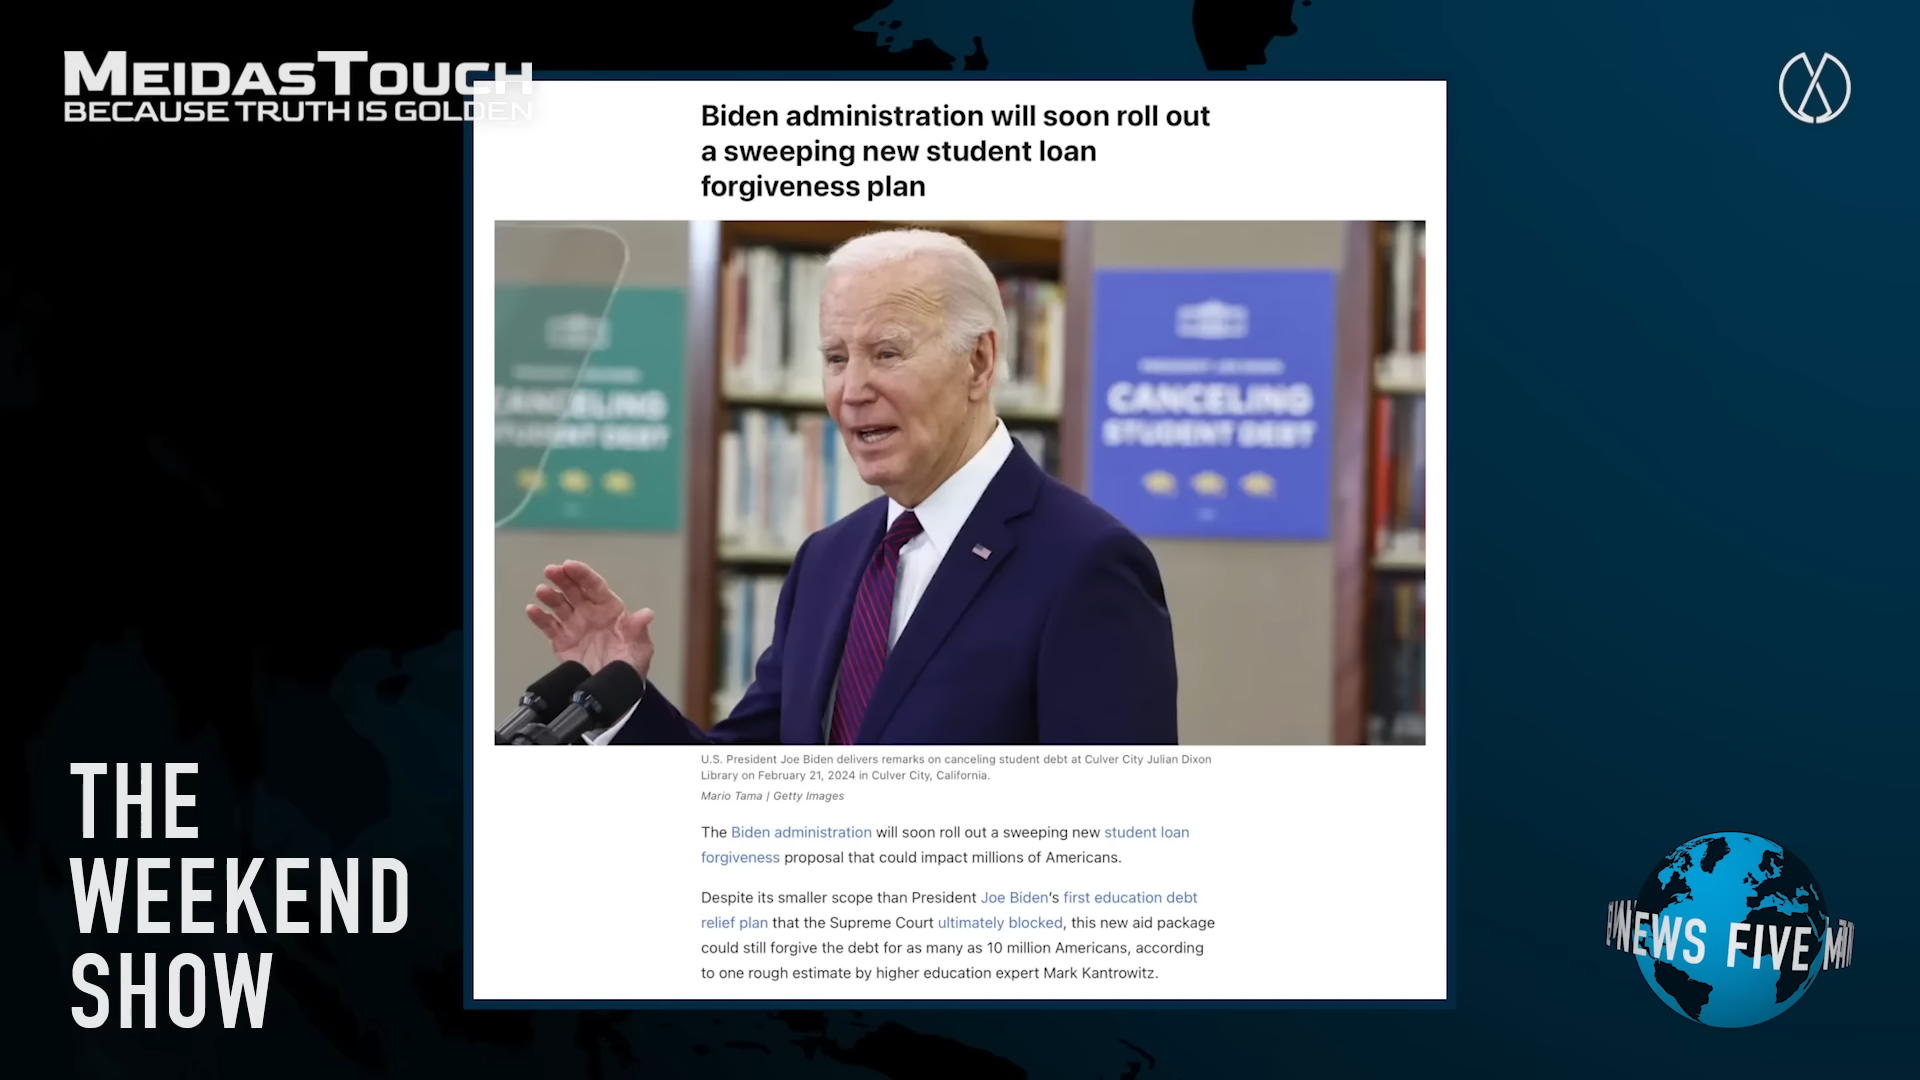 MEIDASTOUCH
BECAUSE TRUTH IS GOLDEN
Biden administration will soon roll out
a sweeping new student loan
forgiveness plan
CANCELING
STUDENT DEBT
CANCELING
STUDENT DEBT
U.S. President Joe Biden delivers remarks on canceling student debt at Culver City Julian Dixon
Library on February 21, 2024 in Culver City, California.
Mario Tama | Getty Images
The Biden administration will soon roll out a sweeping new student loan
forgiveness proposal that could impact millions of Americans.
Despite its smaller scope than President Joe Biden's first education debt
relief plan that the Supreme Court ultimately blocked, this new aid package
could still forgive the debt for as many as 10 million Americans, according
to one rough estimate by higher education expert Mark Kantrowitz.
THE
WEEKEND
SHOW
NEWS FIVE